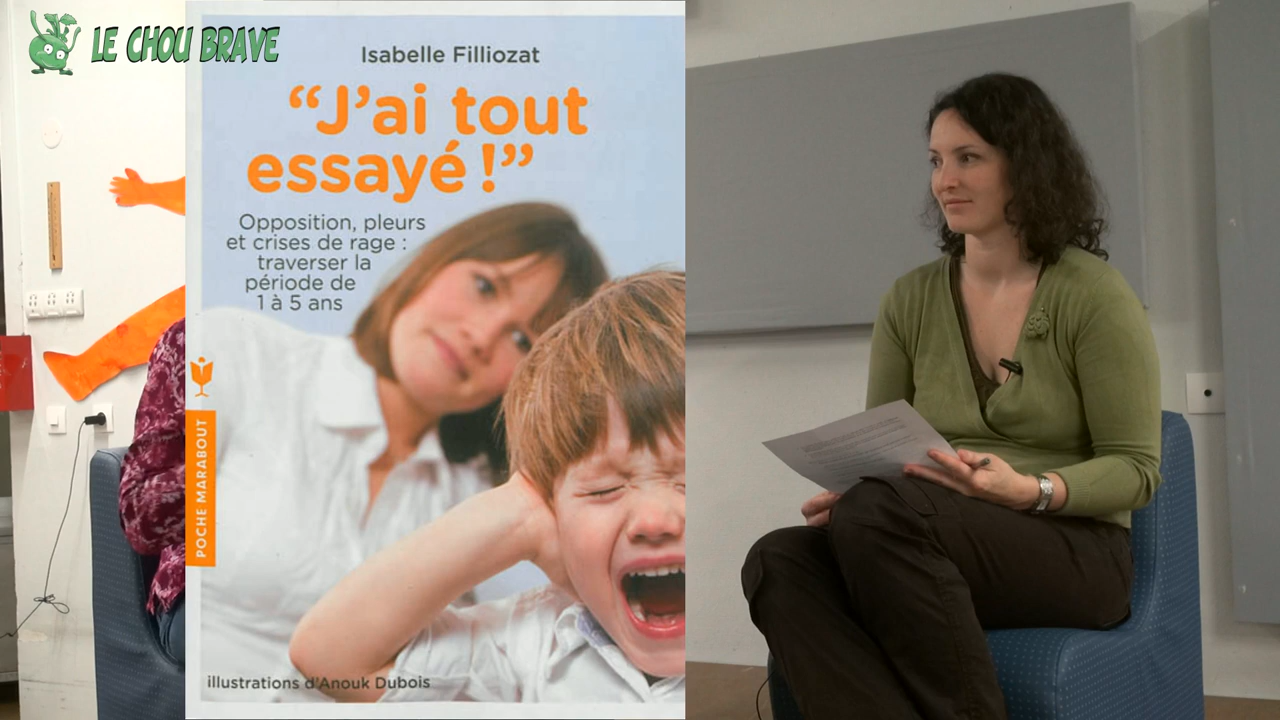 LE CHOU BRAVE
Isabelle Filliozat
“J’ai tout
essayé !”
Opposition, pleurs
et crises de rage :
traverser la
période de
1 à 5 ans
POCHE MARABOUT
illustrations d’Anouk Dubois